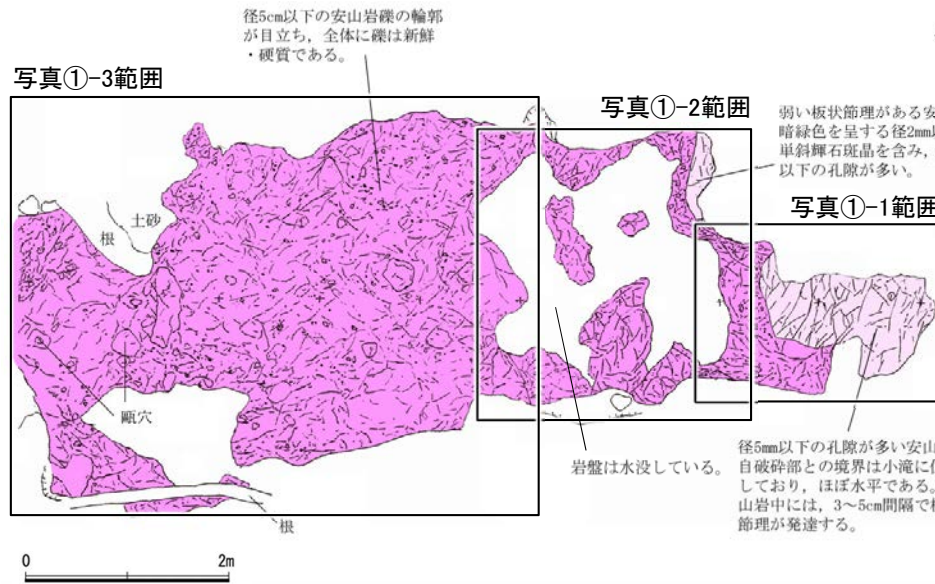 径5cm以下の安山岩礫の輪郭
が目立ち，全体に礫は新鮮
・硬質である。
写真①-3範囲
写真①-2範囲
弱い板状節理がある安
暗緑色を呈する径2mm以
単斜輝石斑晶を含み，
以下の孔隙が多い。
写真①-1範囲
土砂
根
甌穴
岩盤は水没している。
径5mm以下の孔隙が多い安山
自破砕部との境界は小滝に位
しており，ほぼ水平である。
山岩中には，3～5cm間隔で板
節理が発達する。
根
0
2m